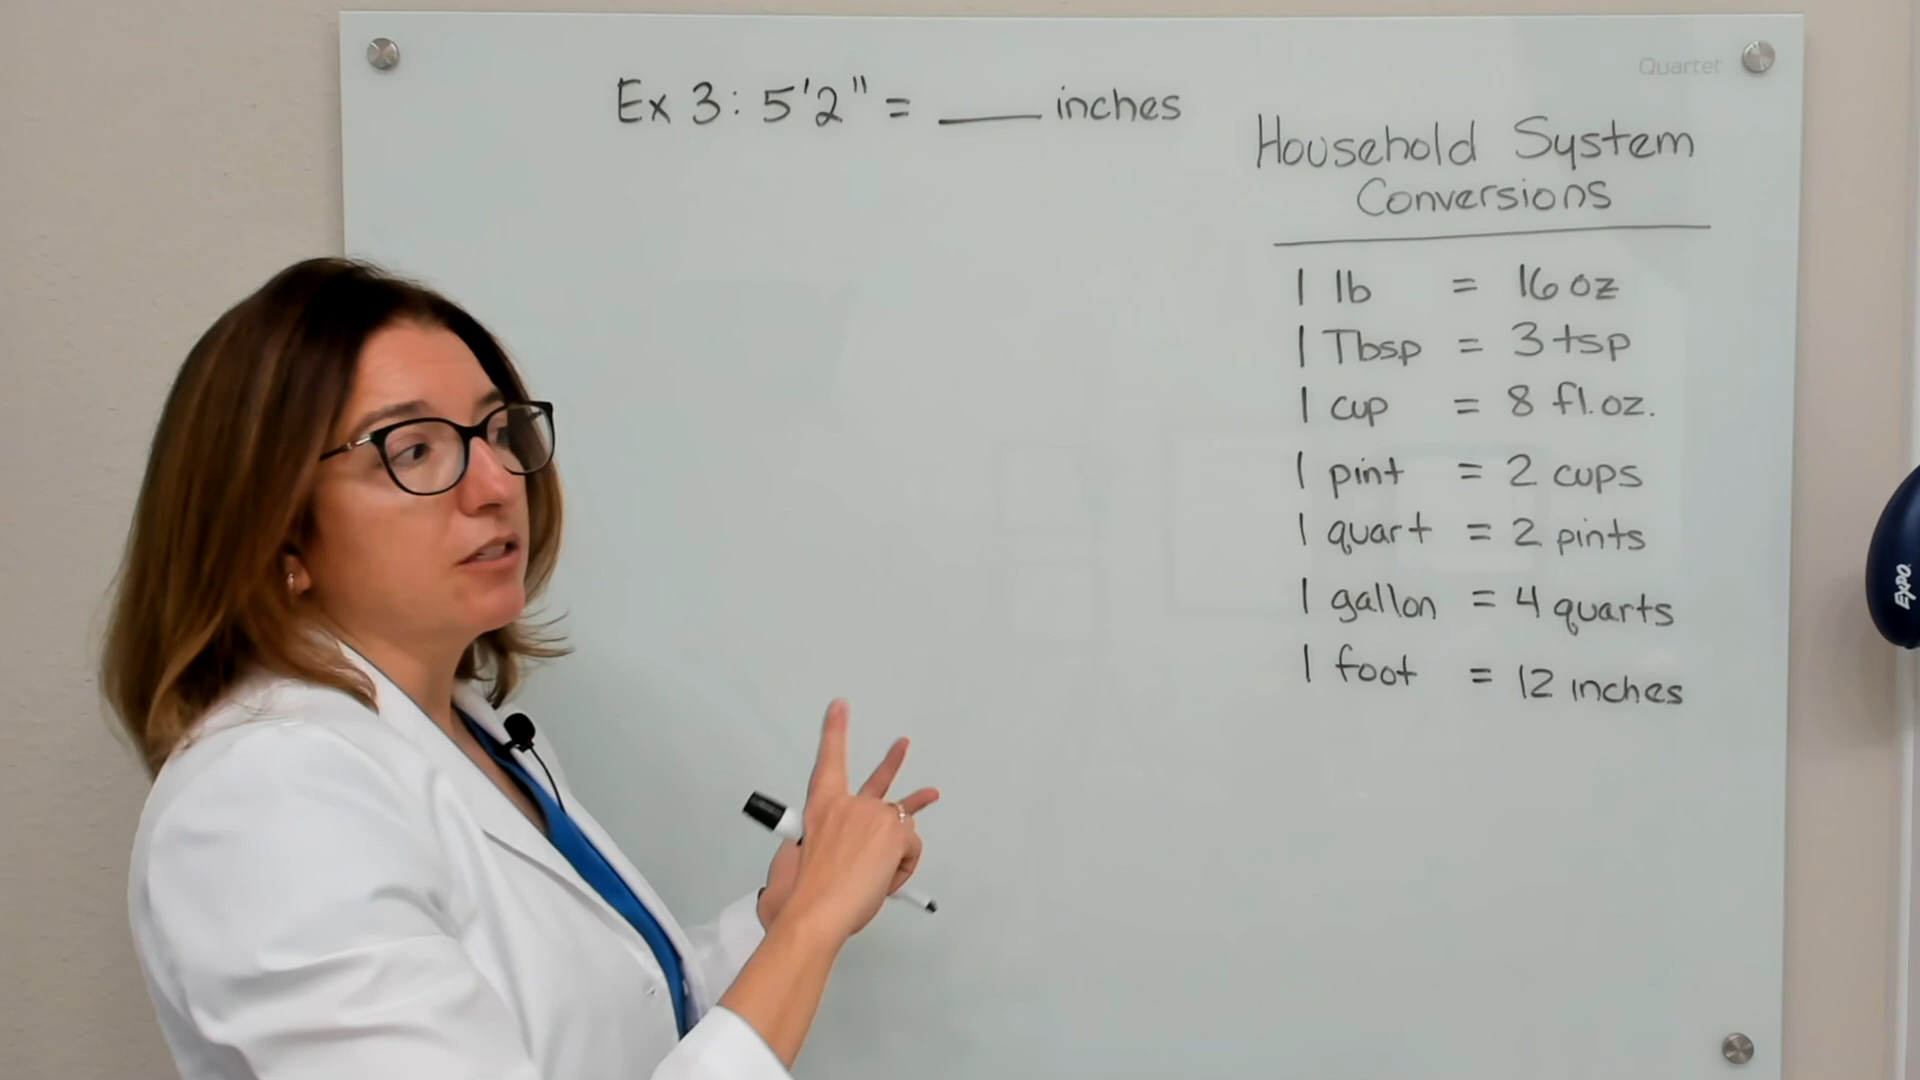 Quartet
Ex 3: 5'2" = ___ inches
Household System
Conversions
1 lb = 16 oz
1 Tbsp = 3 tsp
1 cup = 8 fl. oz.
1 pint = 2 cups
1 quart = 2 pints
1 gallon = 4 quarts
1 foot = 12 inches
EXPO